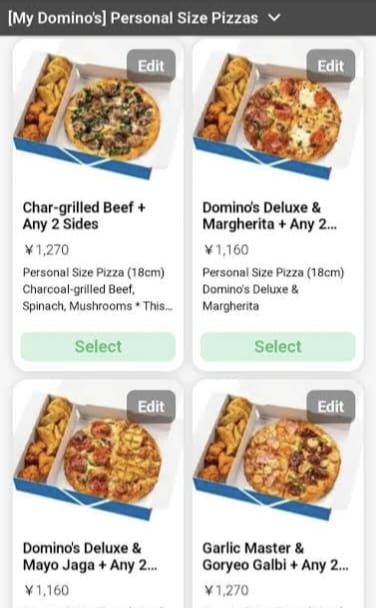 [My Domino's] Personal Size Pizzas
Edit
Char-grilled Beef +
Any 2 Sides
￥1,270
Personal Size Pizza (18cm)
Charcoal-grilled Beef,
Spinach, Mushrooms * This...
Select
Edit
Domino's Deluxe &
Margherita + Any 2...
￥1,160
Personal Size Pizza (18cm)
Domino's Deluxe &
Margherita
Select
Edit
Domino's Deluxe &
Mayo Jaga + Any 2...
￥1,160
Edit
Garlic Master &
Goryeo Galbi + Any 2...
￥1,270